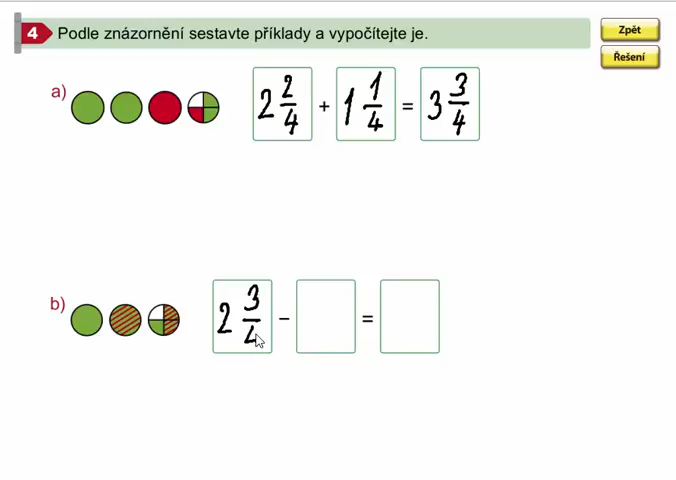 4 Podle znázornění sestavte příklady a vypočítejte je.
Zpět
Řešení
a) 2 2/4 + 1 1/4 = 3 3/4
b) 2 3/4 − =